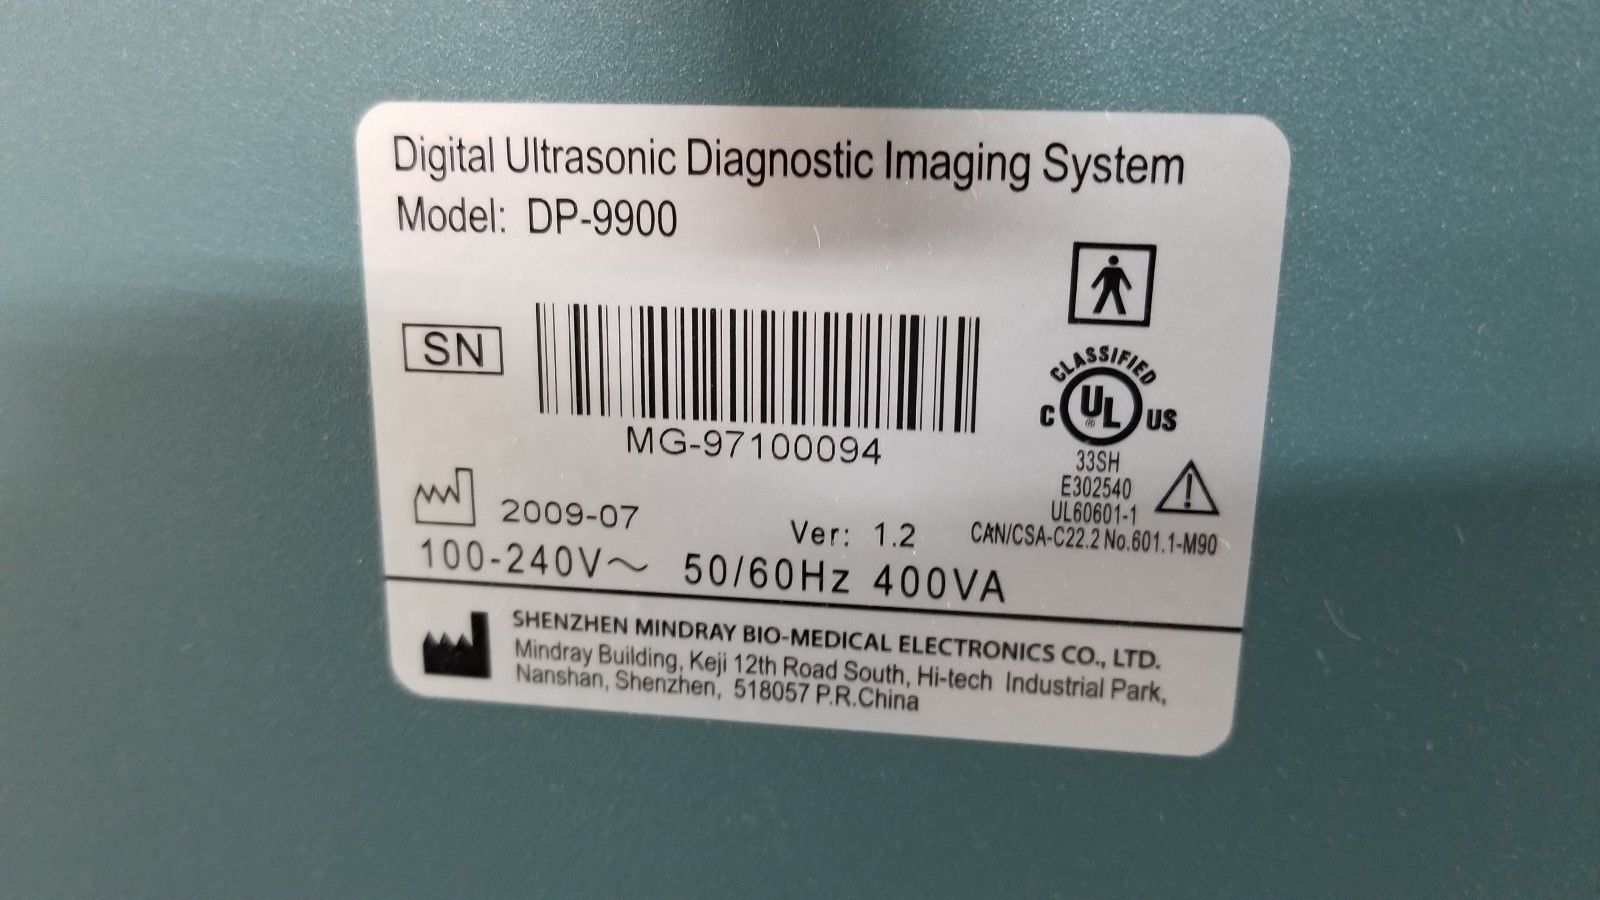 Digital Ultrasonic Diagnostic Imaging System
Model: DP-9900
SN
MG-97100094
2009-07
Ver: 1.2
100-240V～ 50/60Hz 400VA
CLASSIFIED
C UL® US
33SH
E302540
UL60601-1
CAN/CSA-C22.2 No.601.1-M90
SHENZHEN MINDRAY BIO-MEDICAL ELECTRONICS CO., LTD.
Mindray Building, Keji 12th Road South, Hi-tech Industrial Park,
Nanshan, Shenzhen, 518057 P.R.China